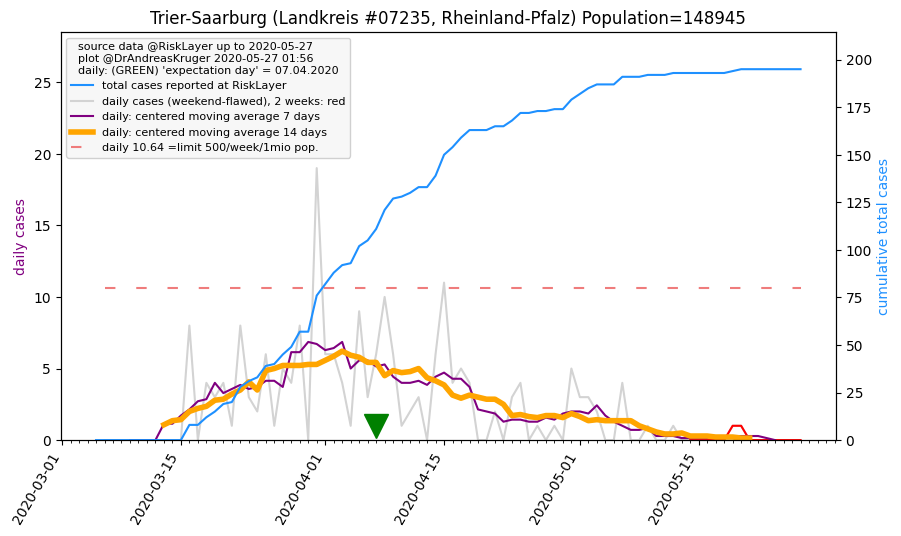 Trier-Saarburg (Landkreis #07235, Rheinland-Pfalz) Population=148945
source data @RiskLayer up to 2020-05-27
plot @DrAndreasKruger 2020-05-27 01:56
daily: (GREEN) 'expectation day' = 07.04.2020
total cases reported at RiskLayer
daily cases (weekend-flawed), 2 weeks: red
daily: centered moving average 7 days
daily: centered moving average 14 days
daily 10.64 =limit 500/week/1mio pop.
daily cases
25
20
15
10
5
0
cumulative total cases
200
175
150
125
100
75
50
25
0
2020-03-01
2020-03-15
2020-04-01
2020-04-15
2020-05-01
2020-05-15